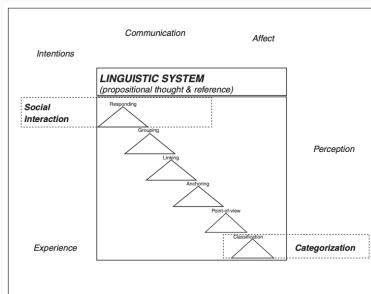 Communication
Affect
Intentions
LINGUISTIC SYSTEM
(propositional thought & reference)
Social
Interaction
Responding
Grouping
Linking
Anchoring
Perception
Point-of-view
Classification
Experience
Categorization